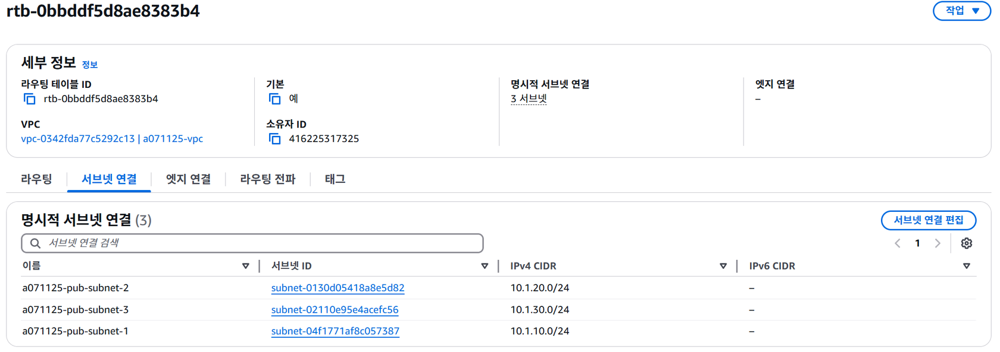 rtb-0bbddf5d8ae8383b4
작업
세부 정보 정보
라우팅 테이블 ID
rtb-0bbddf5d8ae8383b4
기본
예
명시적 서브넷 연결
3 서브넷
엣지 연결
–
VPC
vpc-0342fda77c5292c13 | a071125-vpc
소유자 ID
416225317325
라우팅 서브넷 연결 엣지 연결 라우팅 전파 태그
명시적 서브넷 연결 (3)
서브넷 연결 편집
서브넷 연결 검색
1
이름 서브넷 ID IPv4 CIDR IPv6 CIDR
a071125-pub-subnet-2 subnet-0130d05418a8e5d82 10.1.20.0/24 –
a071125-pub-subnet-3 subnet-02110e95e4acefc56 10.1.30.0/24 –
a071125-pub-subnet-1 subnet-04f1771af8c057387 10.1.10.0/24 –